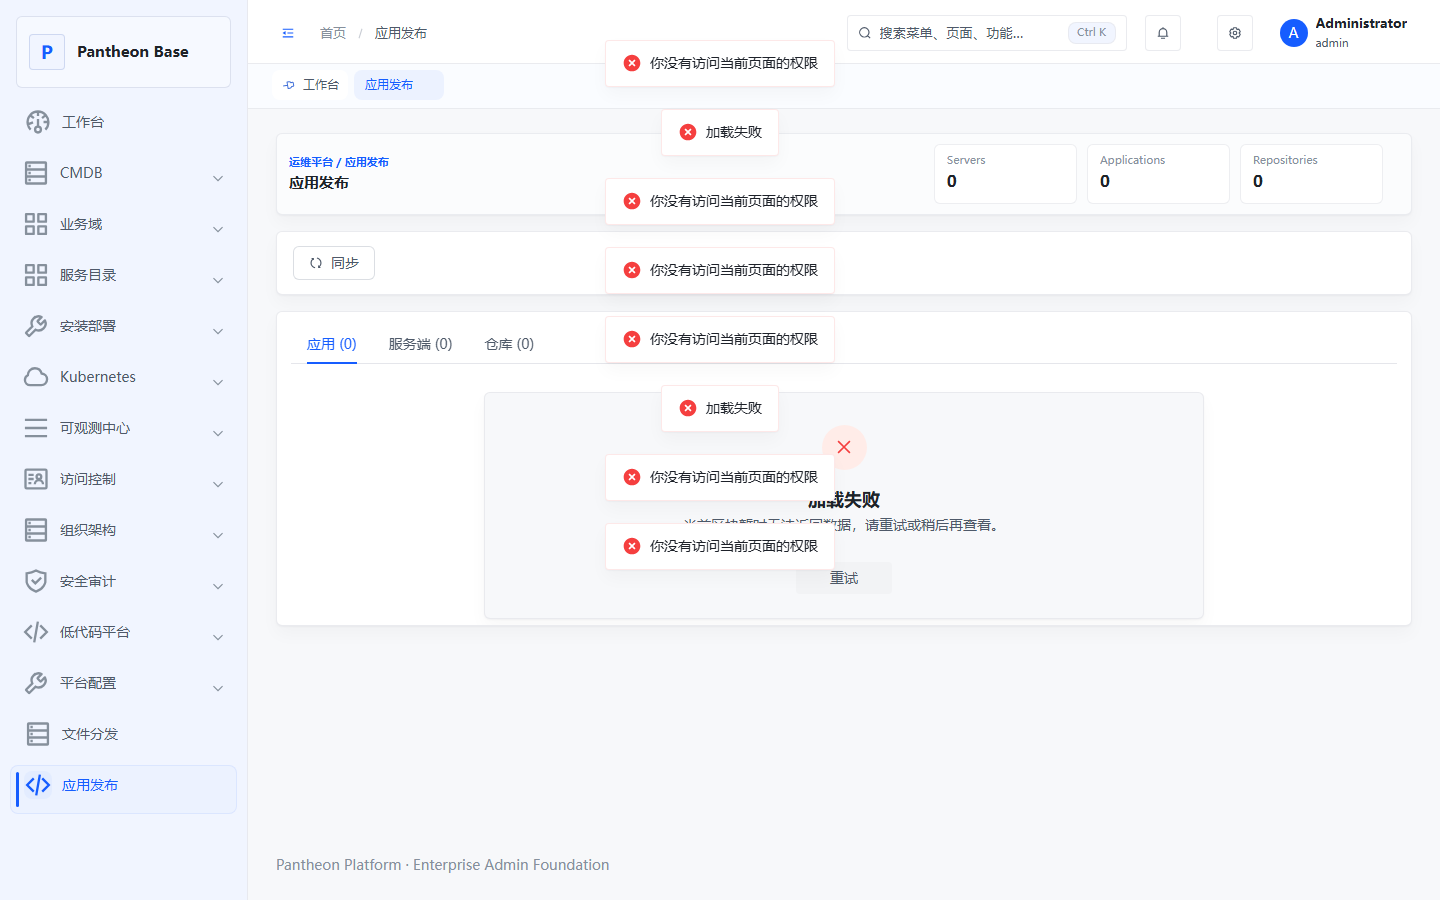 P Pantheon Base
工作台
CMDB
业务域
服务目录
安装部署
Kubernetes
可观测中心
访问控制
组织架构
安全审计
低代码平台
平台配置
文件分发
应用发布
首页 / 应用发布
搜索菜单、页面、功能... Ctrl K
A Administrator
admin
工作台 应用发布
你没有访问当前页面的权限
加载失败
你没有访问当前页面的权限
你没有访问当前页面的权限
你没有访问当前页面的权限
加载失败
你没有访问当前页面的权限
你没有访问当前页面的权限
运维平台 / 应用发布
应用发布
Servers
0
Applications
0
Repositories
0
同步
应用 (0) 服务端 (0) 仓库 (0)
加载失败
数据，请重试或稍后再查看。
重试
Pantheon Platform · Enterprise Admin Foundation